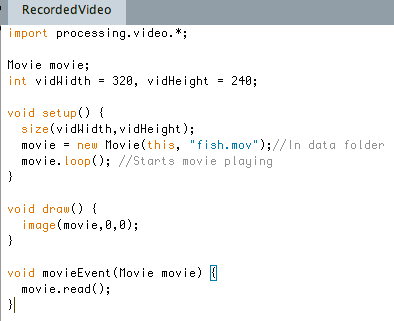 RecordedVideo
import processing.video.*;
Movie movie;
int vidWidth = 320, vidHeight = 240;
void setup() {
  size(vidWidth,vidHeight);
  movie = new Movie(this, "fish.mov");//In data folder
  movie.loop(); //Starts movie playing
}
void draw() {
  image(movie,0,0);
}
void movieEvent(Movie movie) {
  movie.read();
}